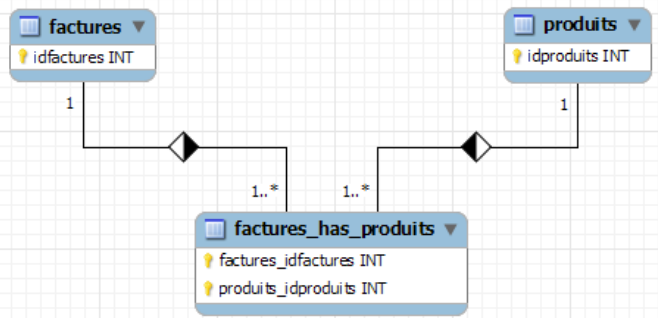 factures
idfactures INT
produits
idproduits INT
1
1
1..*
1..*
factures_has_produits
factures_idfactures INT
produits_idproduits INT